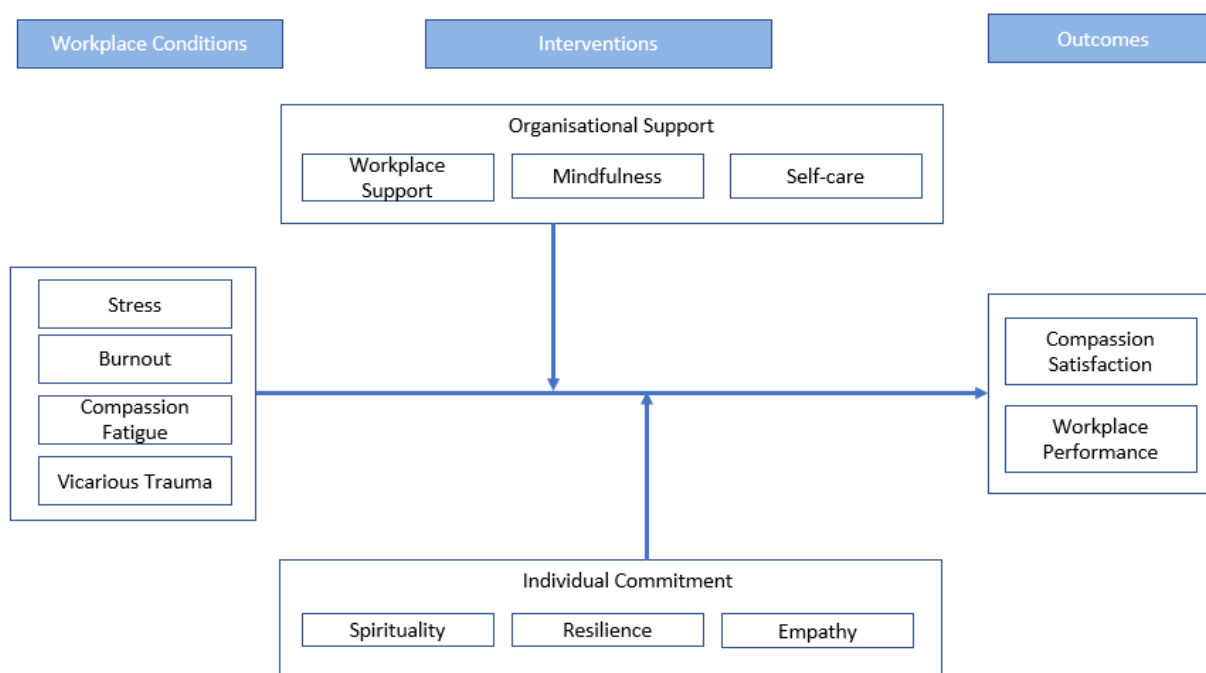 Workplace Conditions
Interventions
Outcomes
Organisational Support
Workplace
Support
Mindfulness
Self-care
Stress
Burnout
Compassion
Fatigue
Vicarious Trauma
Compassion
Satisfaction
Workplace
Performance
Individual Commitment
Spirituality
Resilience
Empathy